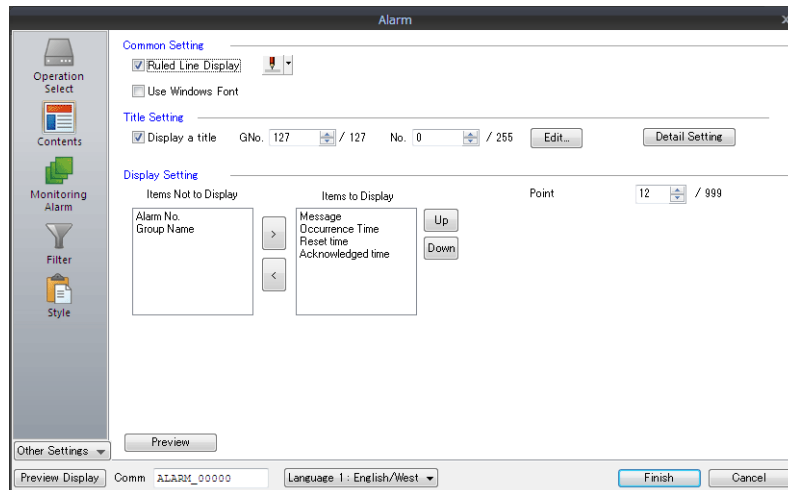 Alarm
Operation
Select
Contents
Monitoring
Alarm
Filter
Style
Other Settings
Common Setting
Ruled Line Display
Use Windows Font
Title Setting
Display a title GNo. 127 / 127 No. 0 / 255 Edit... Detail Setting
Display Setting
Items Not to Display Items to Display Point 12 / 999
Alarm No.
Group Name
>
<
Message
Occurrence Time
Reset time
Acknowledged time
Up
Down
Preview
Preview Display Comm ALARM_00000 Language 1 : English/West Finish Cancel